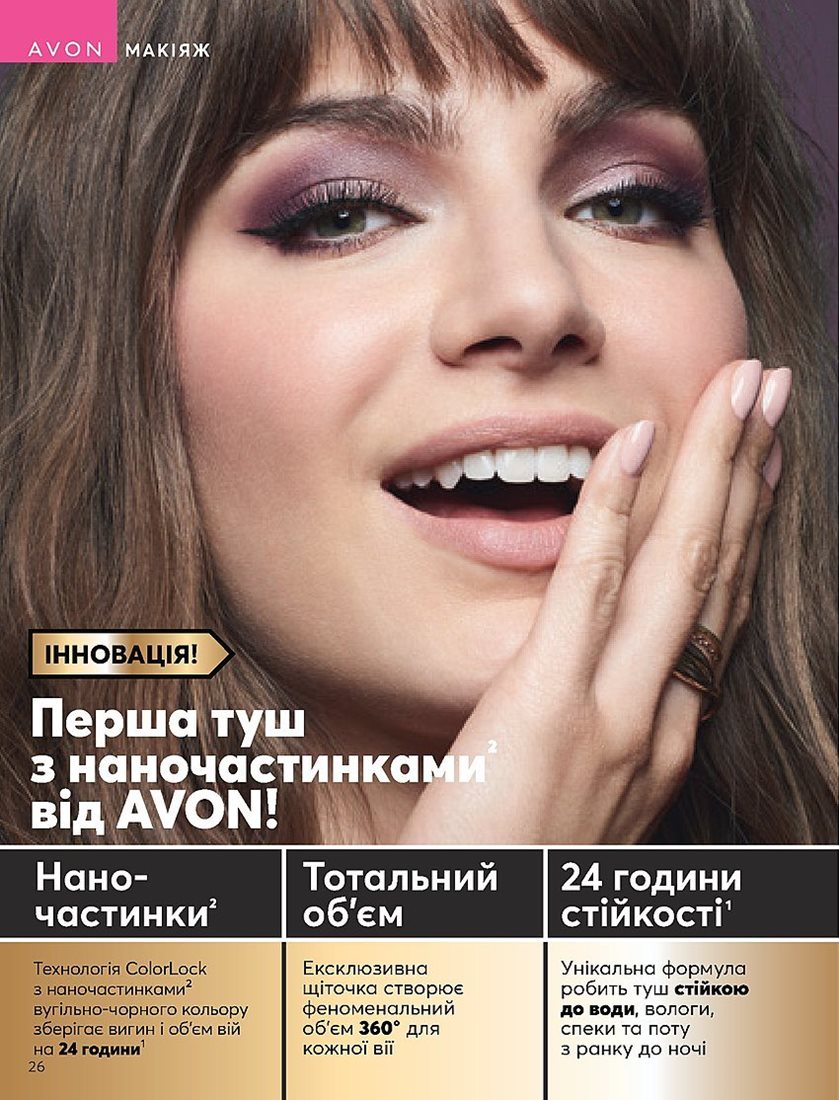 AVON МАКІЯЖ
ІННОВАЦІЯ!
Перша туш
з наночастинками²
від AVON!
Нано-
частинки²
Технологія ColorLock
з наночастинками²
вугільно-чорного кольору
зберігає вигин і об'єм вій
на 24 години¹
Тотальний
об'єм
Ексклюзивна
щіточка створює
феноменальний
об'єм 360° для
кожної вії
24 години
стійкості¹
Унікальна формула
робить туш стійкою
до води, вологи,
спеки та поту
з ранку до ночі
26